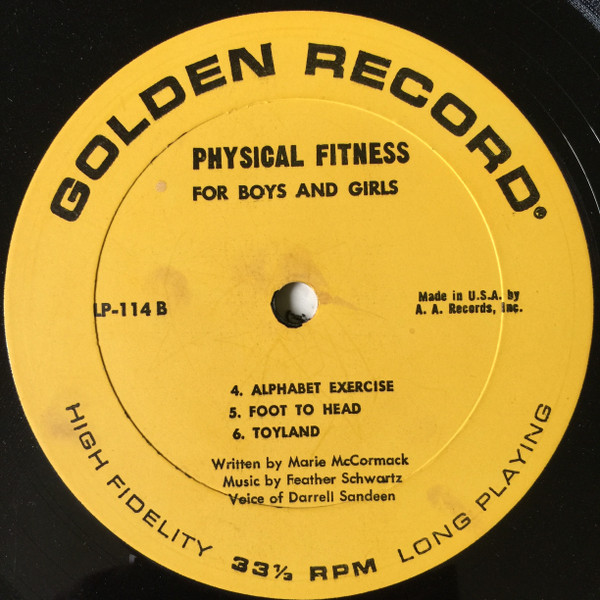 GOLDEN RECORD®
PHYSICAL FITNESS
FOR BOYS AND GIRLS
LP-114 B
Made in U.S.A. by
A. A. Records, Inc.
4. ALPHABET EXERCISE
5. FOOT TO HEAD
6. TOYLAND
Written by Marie McCormack
Music by Feather Schwartz
Voice of Darrell Sandeen
HIGH FIDELITY 33⅓ RPM LONG PLAYING